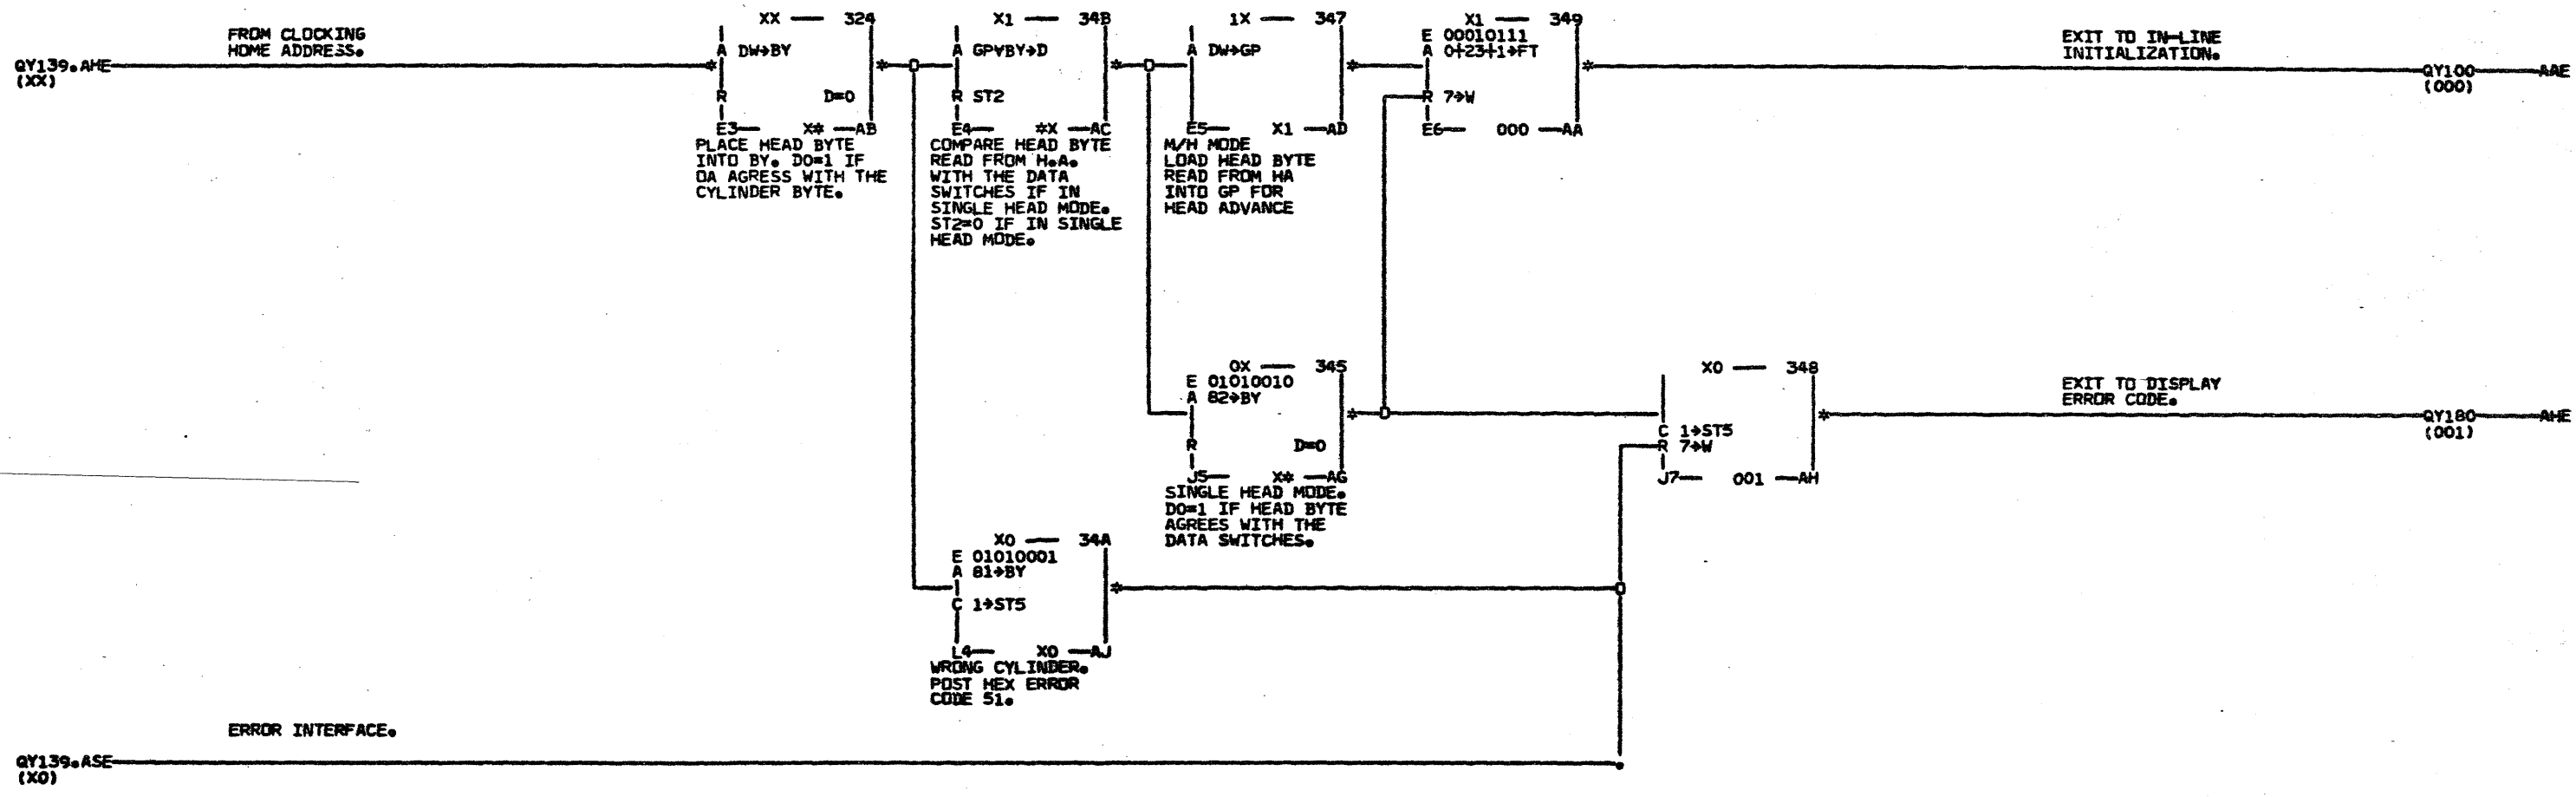 FROM CLOCKING
HOME ADDRESS.
QY139.AHE
(XX)
XX — 324
A DW→BY
R D=0
E3— X* —AB
PLACE HEAD BYTE
INTO BY. DO=1 IF
OA AGRESS WITH THE
CYLINDER BYTE.
X1 — 34B
A GP∀BY→D
R ST2
E4— *X —AC
COMPARE HEAD BYTE
READ FROM H.A.
WITH THE DATA
SWITCHES IF IN
SINGLE HEAD MODE.
ST2=0 IF IN SINGLE
HEAD MODE.
1X — 347
A DW→GP
E5— X1 —AD
M/H MODE
LOAD HEAD BYTE
READ FROM HA
INTO GP FOR
HEAD ADVANCE
X1 — 349
E 00010111
A 0+23+1→FT
R 7→W
E6— 000 —AA
EXIT TO IN-LINE
INITIALIZATION.
QY100 —AAE
(000)
0X — 345
E 01010010
A 82→BY
R D=0
J5— X* —AG
SINGLE HEAD MODE.
DO=1 IF HEAD BYTE
AGREES WITH THE
DATA SWITCHES.
X0 — 348
C 1→ST5
R 7→W
J7— 001 —AH
EXIT TO DISPLAY
ERROR CODE.
QY180 —AHE
(001)
X0 — 34A
E 01010001
A 81→BY
C 1→ST5
L4— X0 —AJ
WRONG CYLINDER.
POST HEX ERROR
CODE 51.
ERROR INTERFACE.
QY139.ASE
(X0)